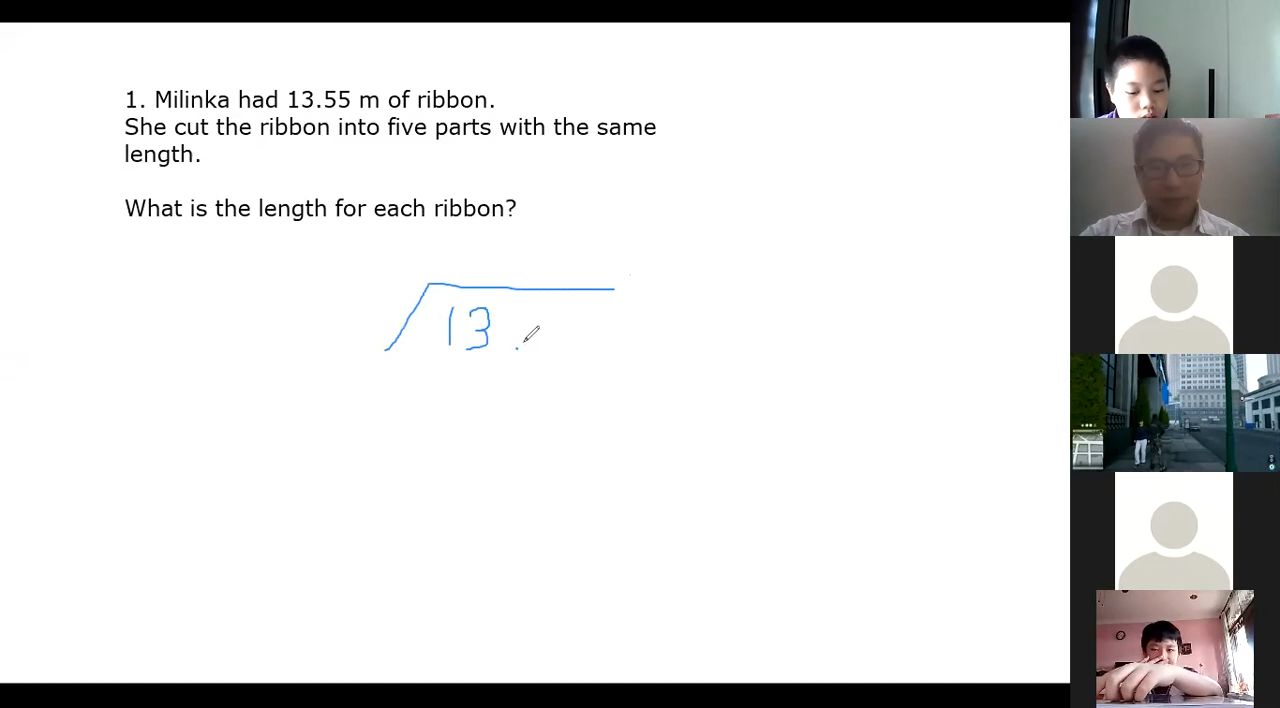 1. Milinka had 13.55 m of ribbon.
She cut the ribbon into five parts with the same
length.
What is the length for each ribbon?
13 .